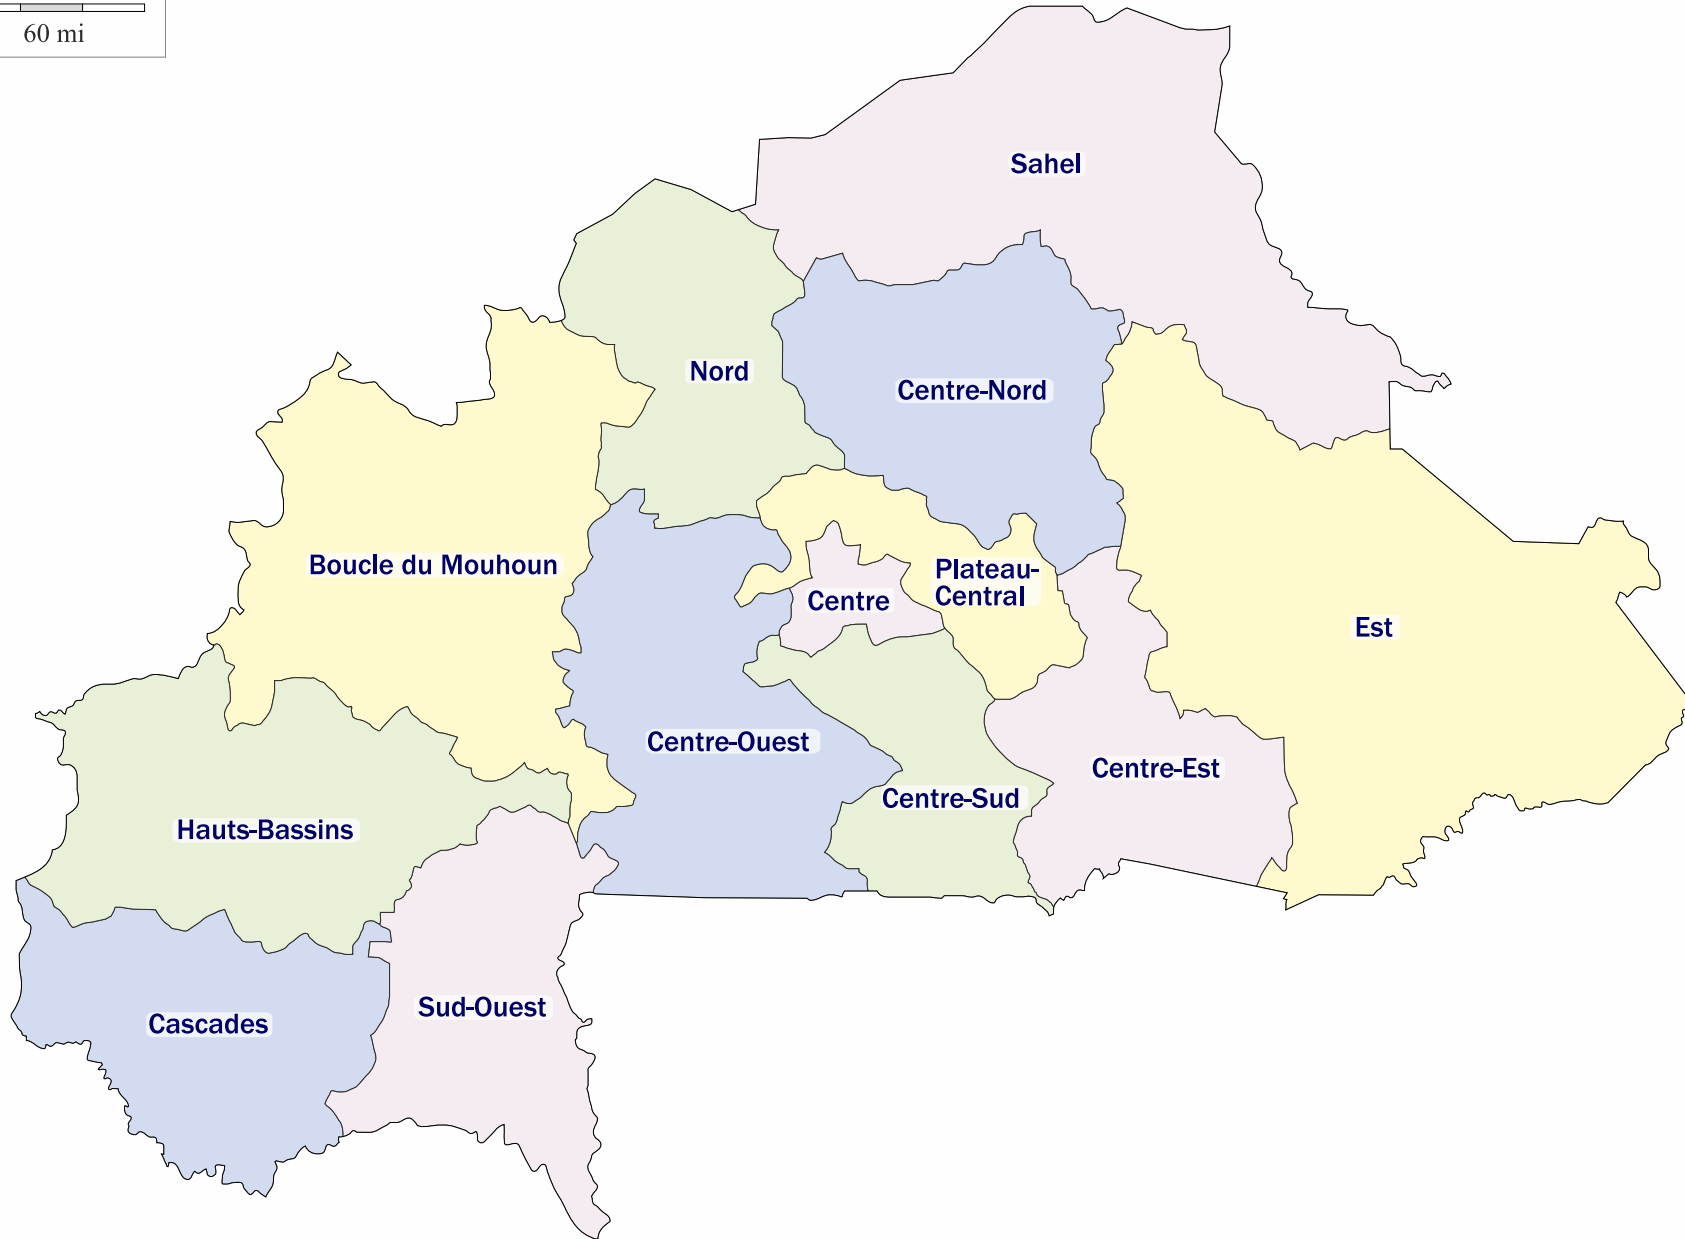 60 mi
Sahel
Nord
Centre-Nord
Boucle du Mouhoun
Plateau-
Central
Centre
Est
Centre-Ouest
Centre-Est
Centre-Sud
Hauts-Bassins
Sud-Ouest
Cascades